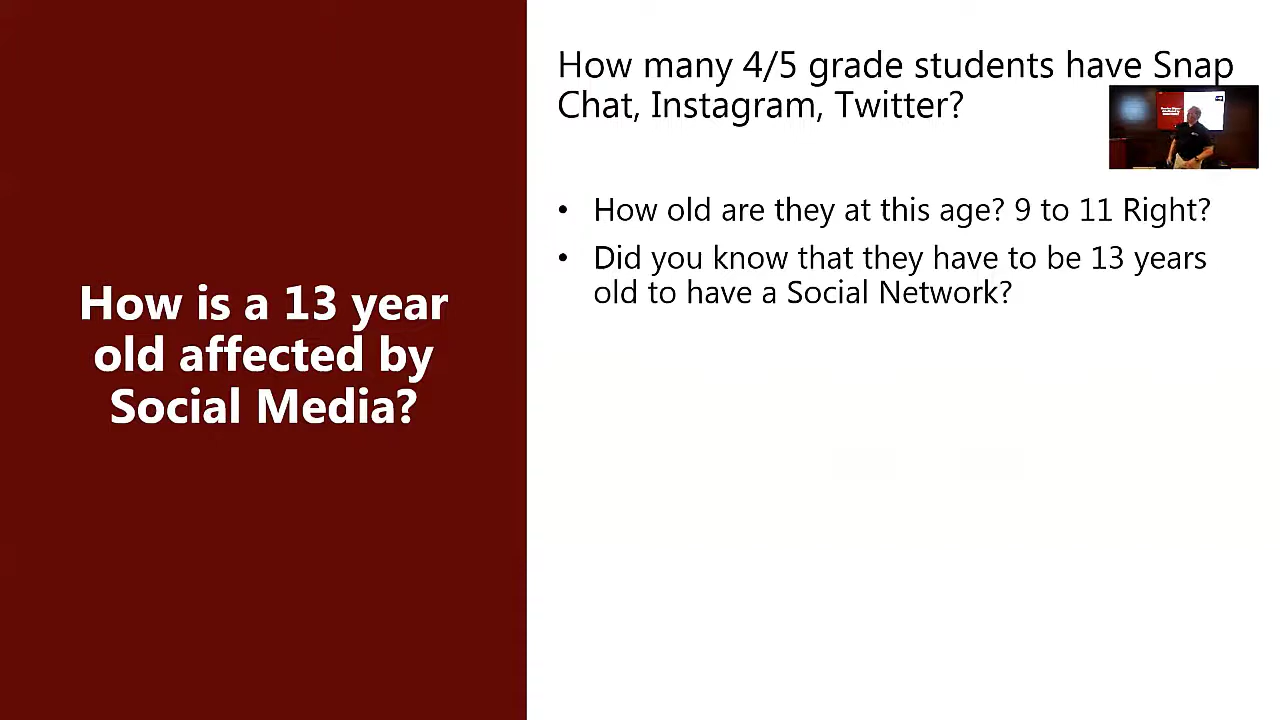 How is a 13 year
old affected by
Social Media?
How many 4/5 grade students have Snap
Chat, Instagram, Twitter?
• How old are they at this age? 9 to 11 Right?
• Did you know that they have to be 13 years
old to have a Social Network?